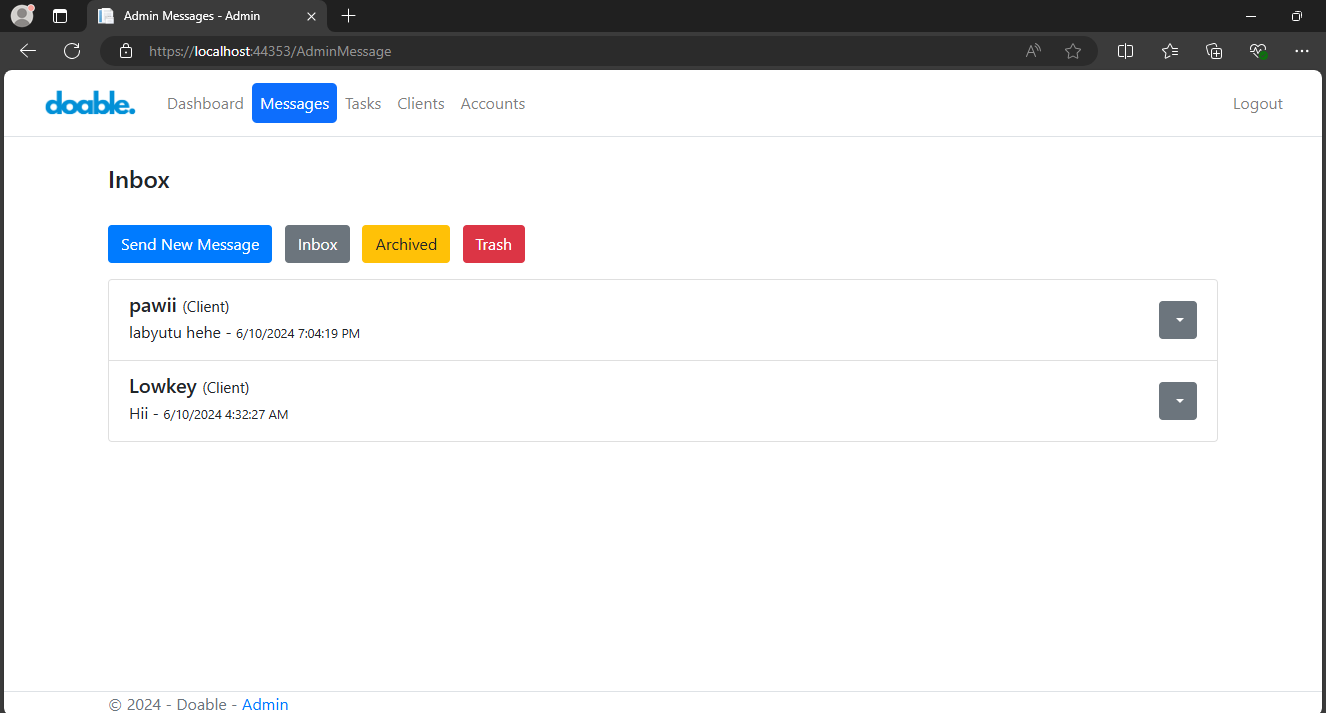 Admin Messages - Admin
https://localhost:44353/AdminMessage
doable. Dashboard Messages Tasks Clients Accounts Logout
Inbox
Send New Message Inbox Archived Trash
pawii (Client)
labyutu hehe - 6/10/2024 7:04:19 PM
Lowkey (Client)
Hii - 6/10/2024 4:32:27 AM
© 2024 - Doable - Admin